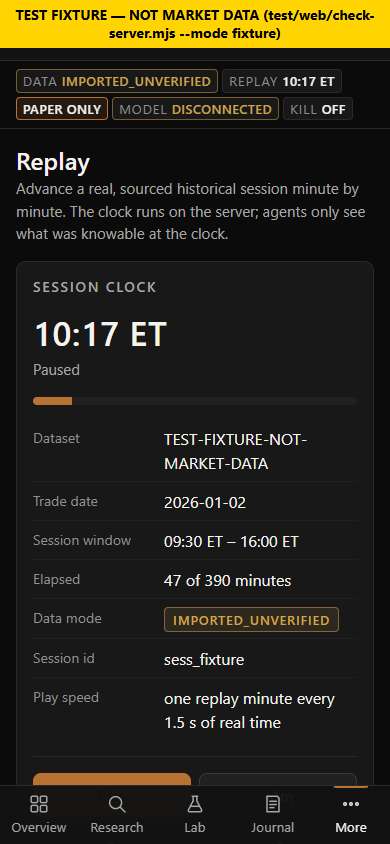 TEST FIXTURE — NOT MARKET DATA (test/web/check-
server.mjs --mode fixture)
DATA IMPORTED_UNVERIFIED REPLAY 10:17 ET
PAPER ONLY MODEL DISCONNECTED KILL OFF
Replay
Advance a real, sourced historical session minute by
minute. The clock runs on the server; agents only see
what was knowable at the clock.
SESSION CLOCK
10:17 ET
Paused
Dataset TEST-FIXTURE-NOT-
MARKET-DATA
Trade date 2026-01-02
Session window 09:30 ET – 16:00 ET
Elapsed 47 of 390 minutes
Data mode IMPORTED_UNVERIFIED
Session id sess_fixture
Play speed one replay minute every
1.5 s of real time
Overview Research Lab Journal More